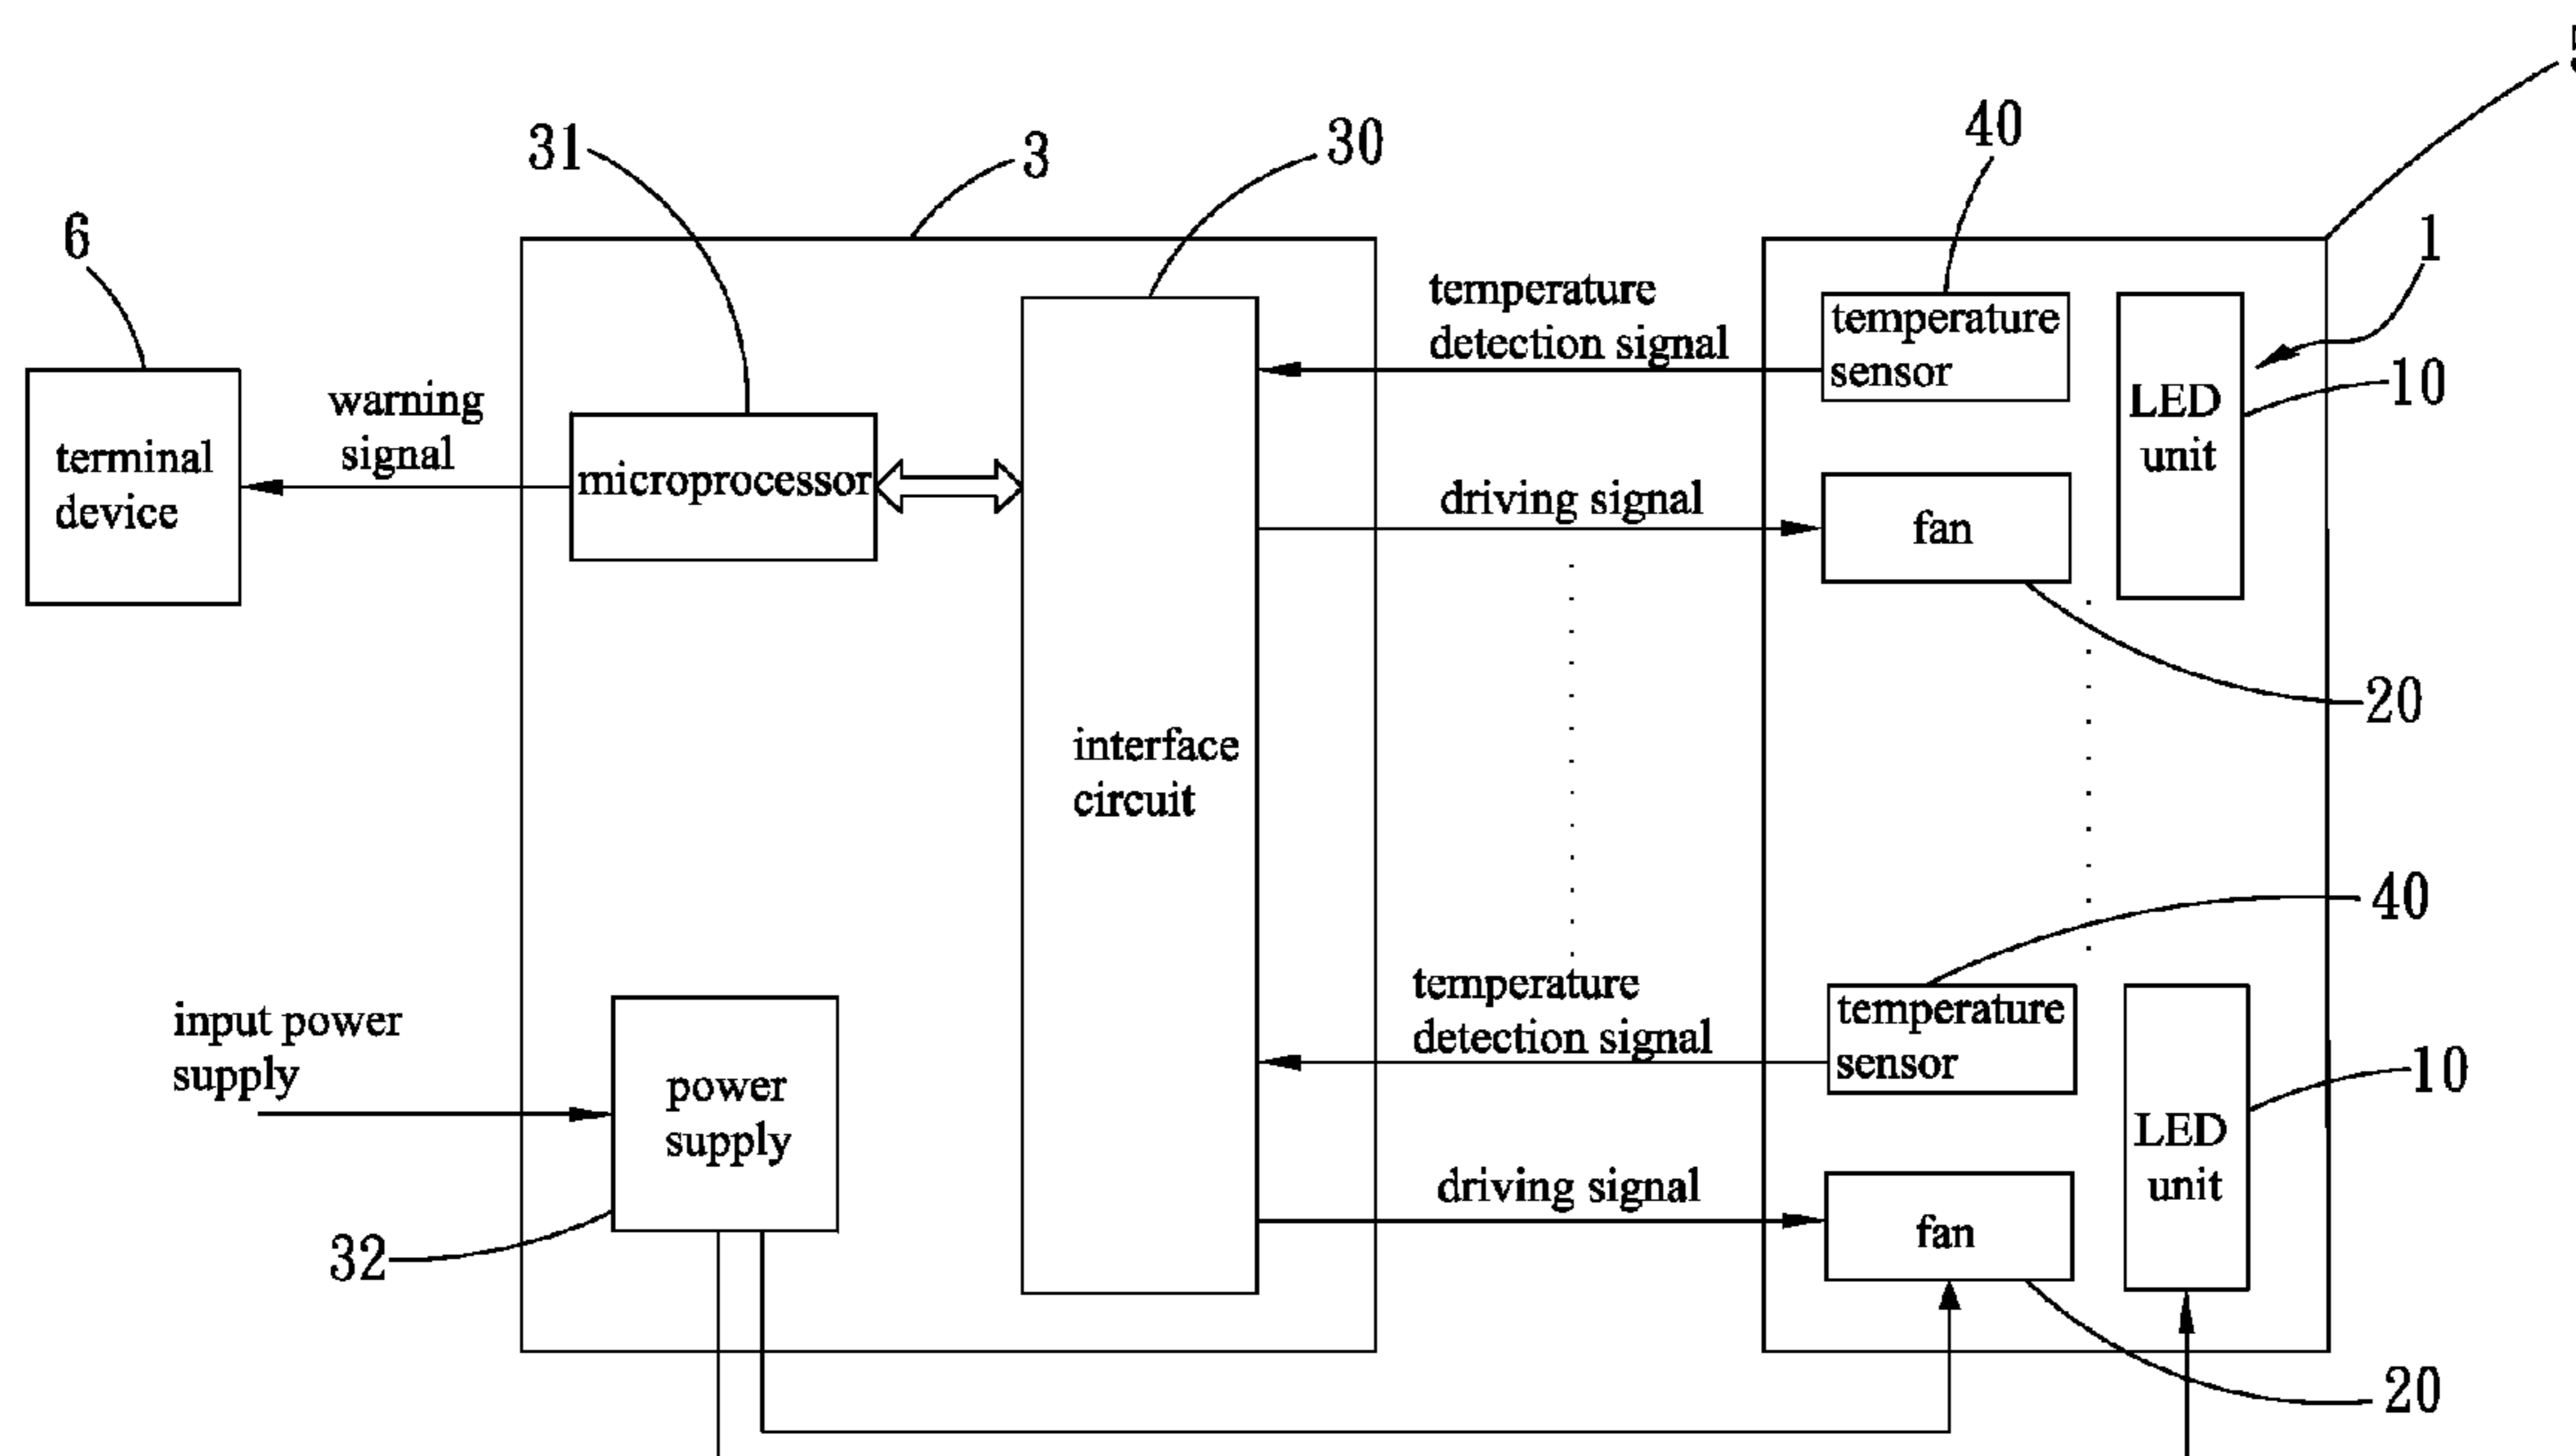 40
31
3
30
6
1
temperature
detection signal
temperature
sensor
LED
unit
10
warning
signal
terminal
device
microprocessor
driving signal
fan
20
interface
circuit
40
temperature
detection signal
temperature
sensor
input power
supply
power
supply
10
LED
unit
driving signal
fan
32
20